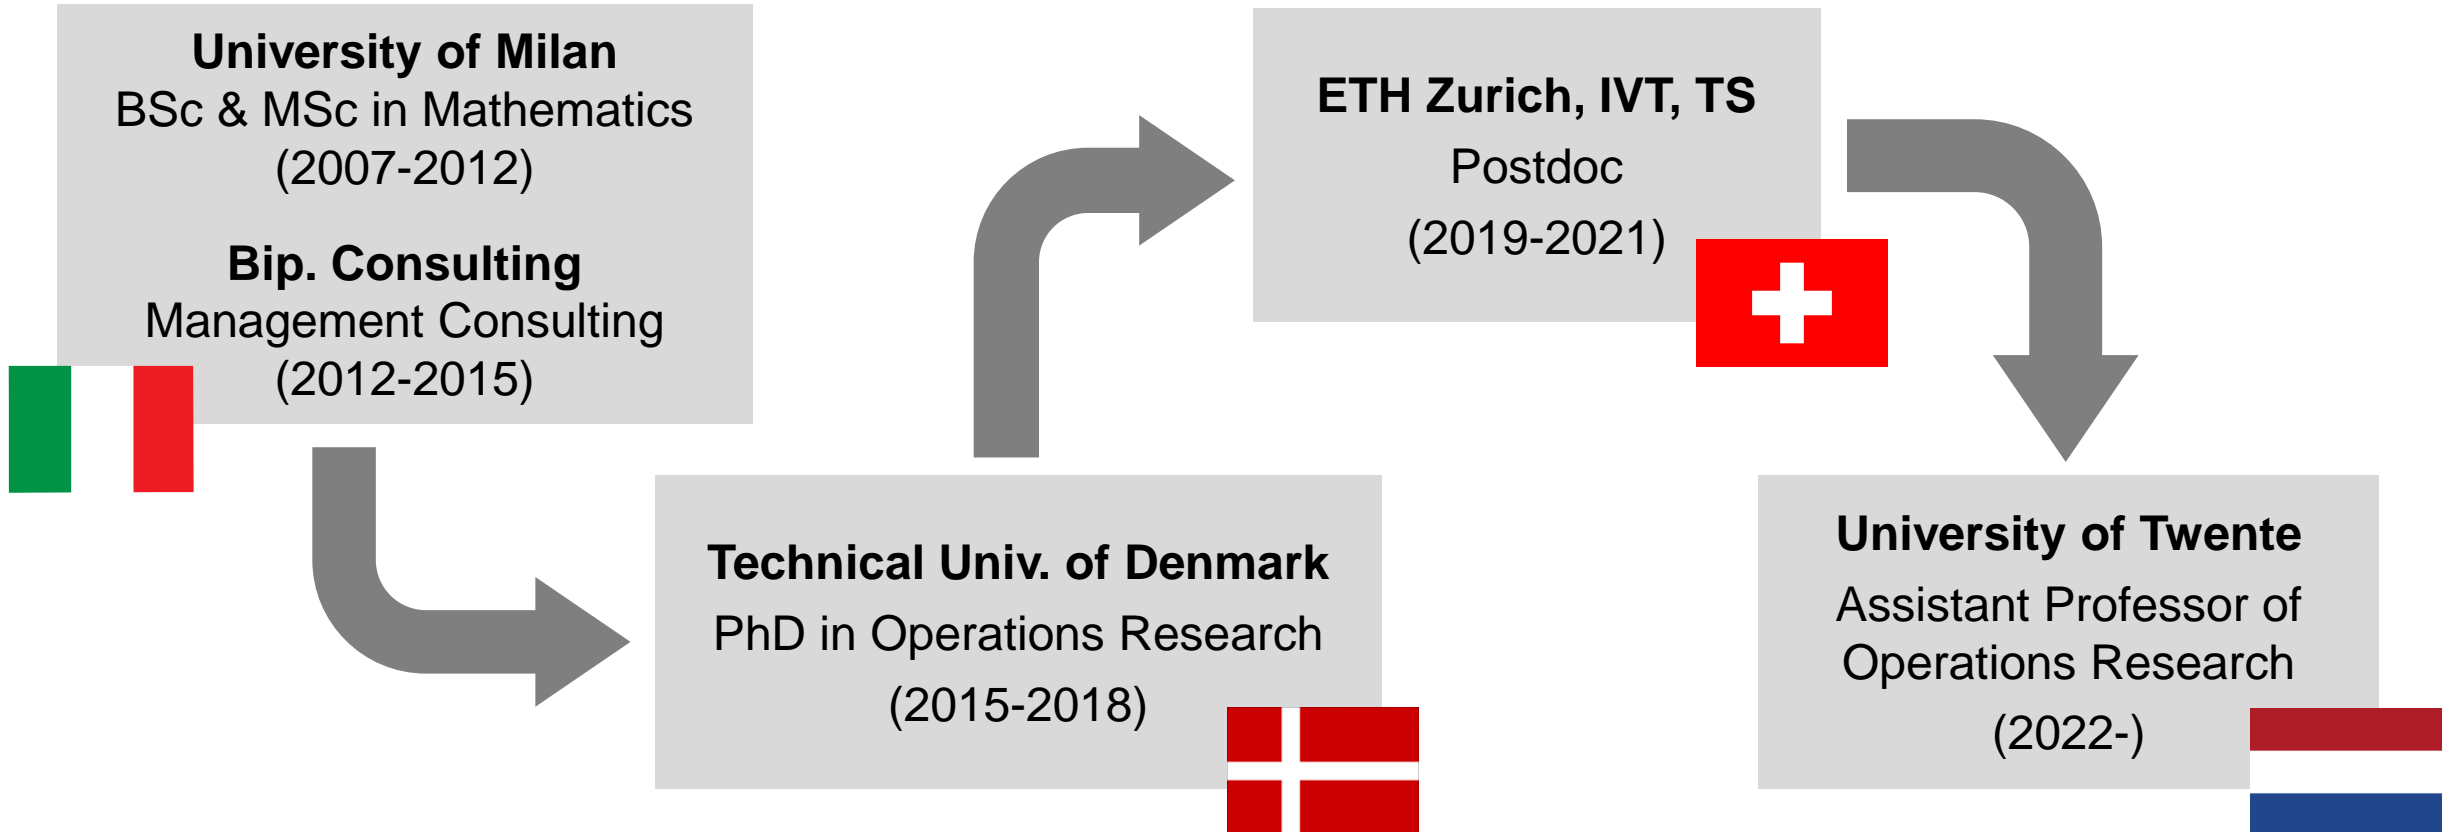 University of Milan
BSc & MSc in Mathematics
(2007-2012)
Bip. Consulting
Management Consulting
(2012-2015)
Technical Univ. of Denmark
PhD in Operations Research
(2015-2018)
ETH Zurich, IVT, TS
Postdoc
(2019-2021)
University of Twente
Assistant Professor of
Operations Research
(2022-)